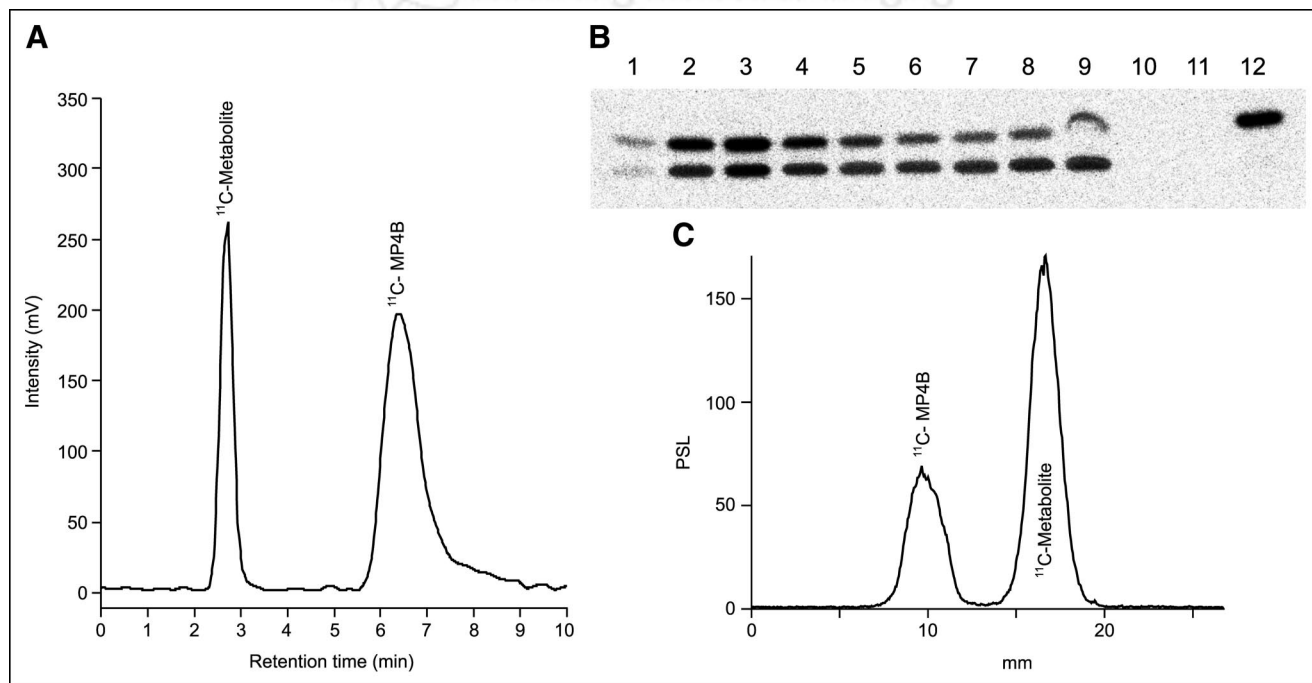 A
350
300
250
200
150
100
50
0
Intensity (mV)
¹¹C-Metabolite
¹¹C- MP4B
0 1 2 3 4 5 6 7 8 9 10
Retention time (min)
B
1 2 3 4 5 6 7 8 9 10 11 12
C
150
100
50
0
PSL
¹¹C- MP4B
¹¹C-Metabolite
0 10 20
mm